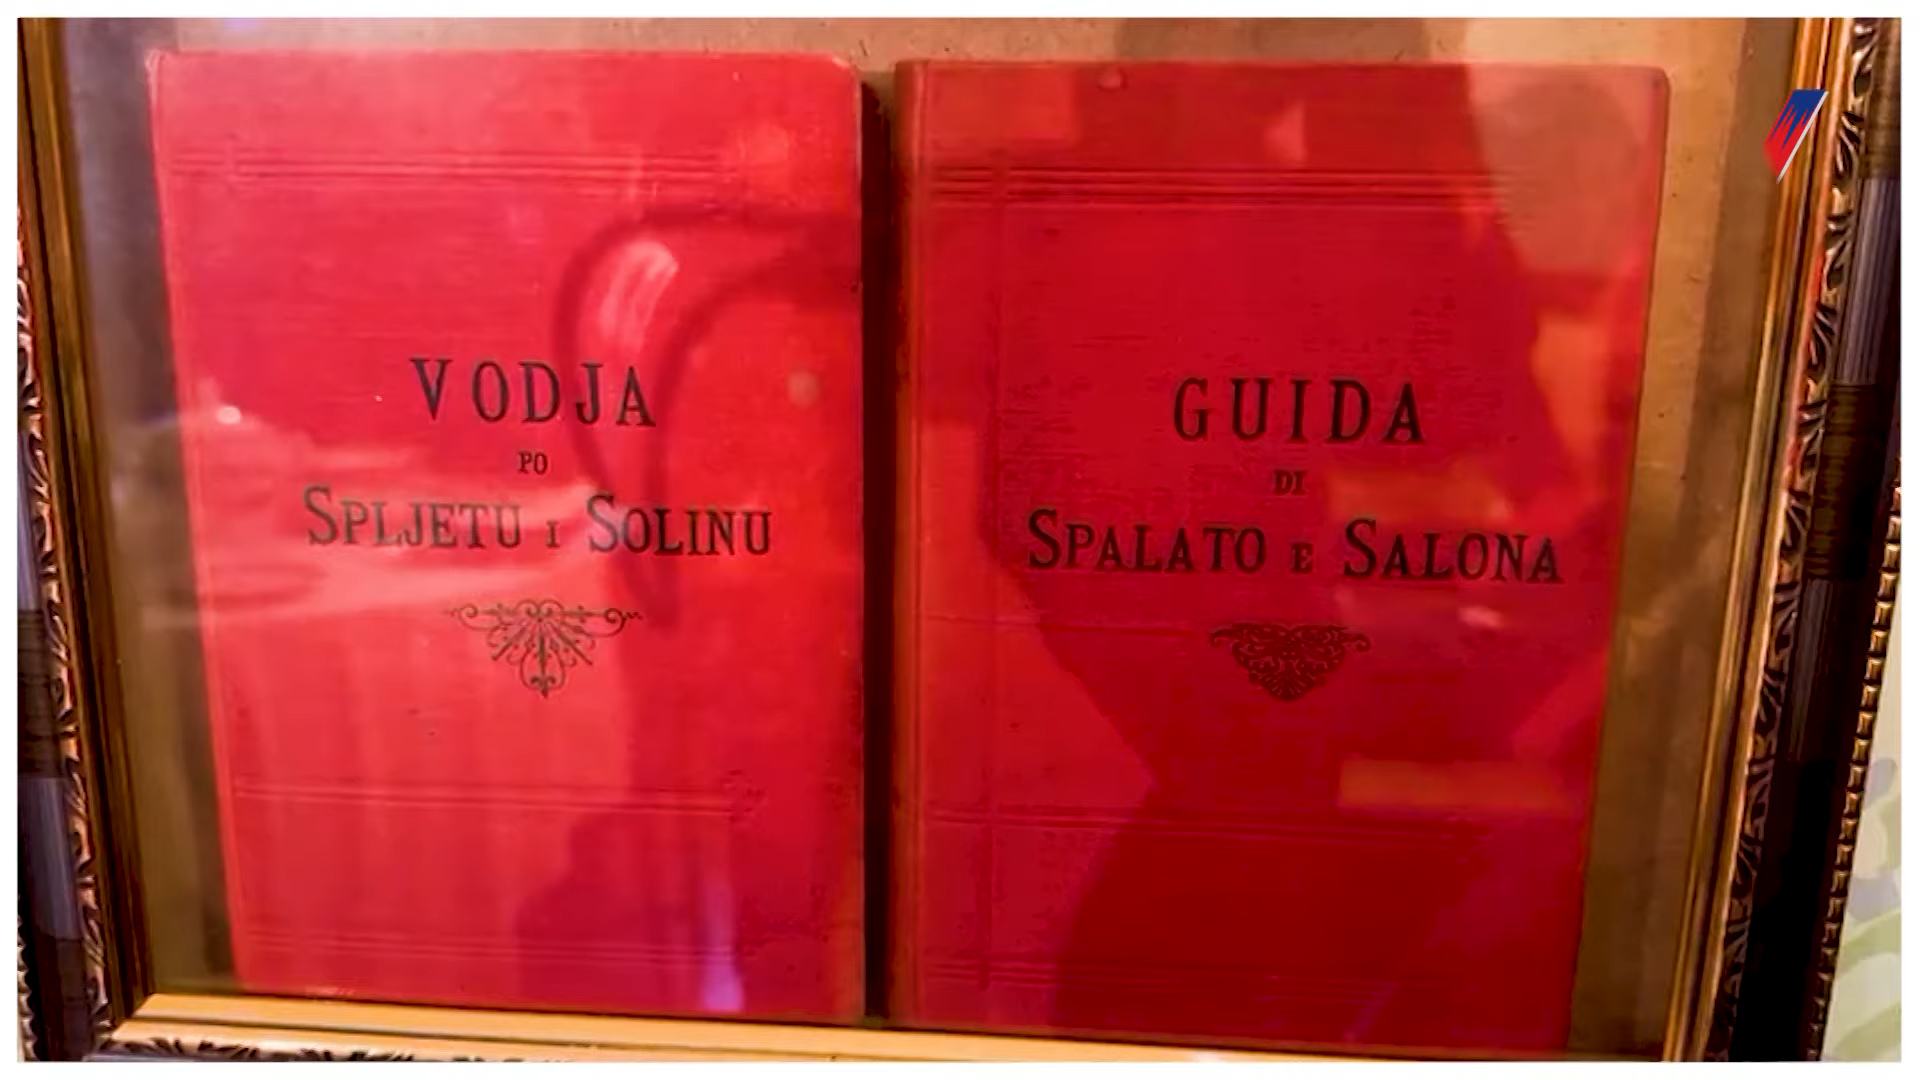 VODJA
PO
SPLJETU I SOLINU
GUIDA
DI
SPALATO E SALONA